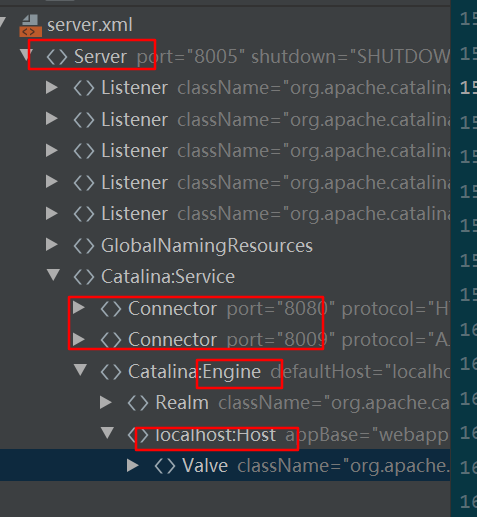 server.xml
Server port="8005" shutdown="SHUTDOW
Listener className="org.apache.catalina
Listener className="org.apache.catalina
Listener className="org.apache.catalina
Listener className="org.apache.catalina
Listener className="org.apache.catalina
GlobalNamingResources
Catalina:Service
Connector port="8080" protocol="H
Connector port="8009" protocol="A
Catalina:Engine defaultHost="localho
Realm className="org.apache.ca
localhost:Host appBase="webapp
Valve className="org.apache.
15
15
15
15
15
15
15
15
15
16
16
16
16
16
16